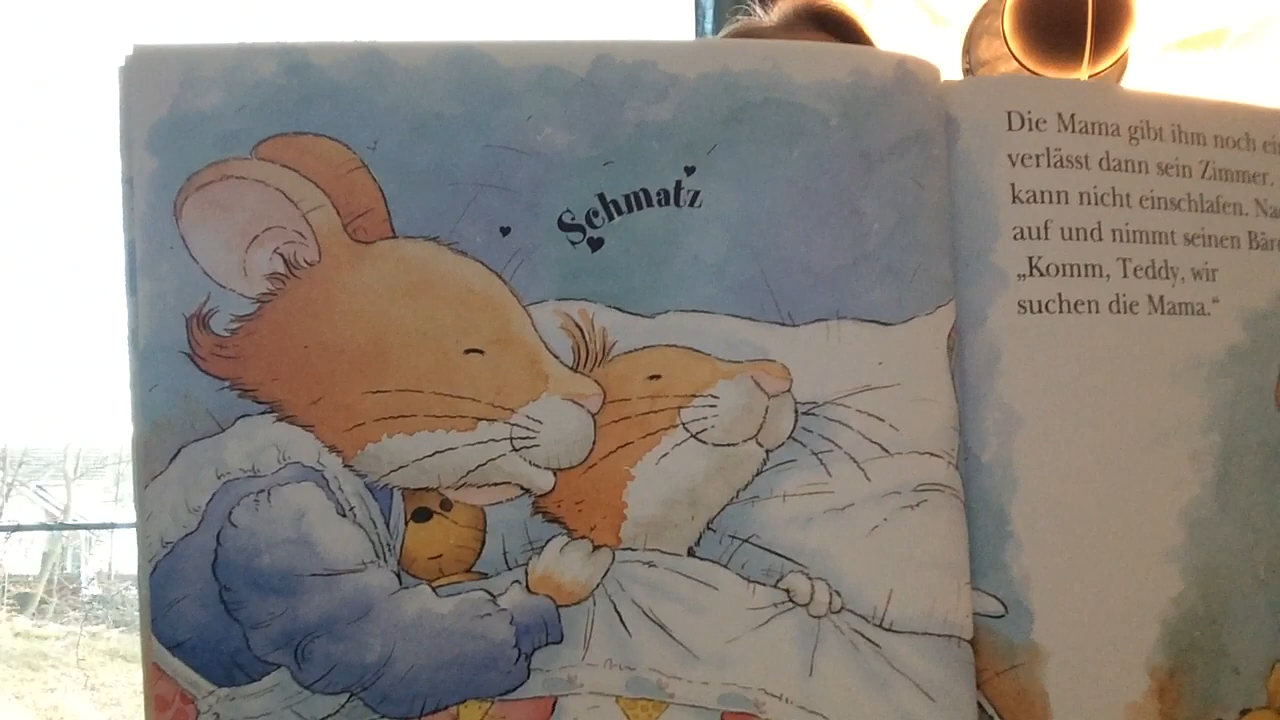 Schmatz
Die Mama gibt ihm noch
verlässt dann sein Zimmer.
kann nicht einschlafen.
auf und nimmt seinen
„Komm, Teddy, wir
suchen die Mama.“